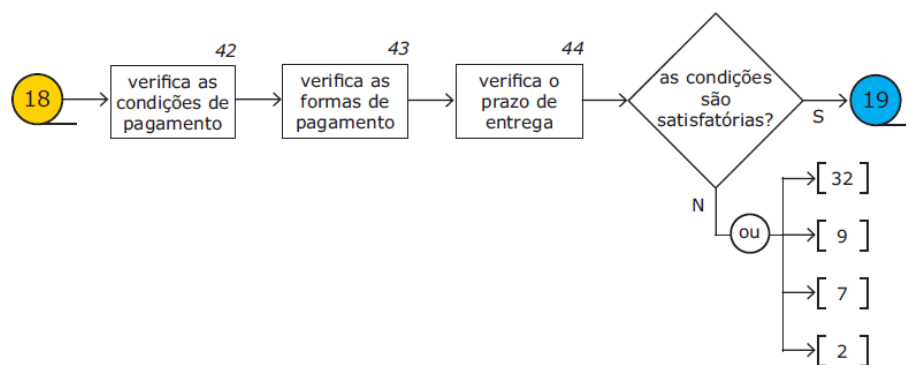 18
42
verifica as
condições de
pagamento
43
verifica as
formas de
pagamento
44
verifica o
prazo de
entrega
as condições
são
satisfatórias?
S
19
N
ou
[ 32 ]
[ 9 ]
[ 7 ]
[ 2 ]